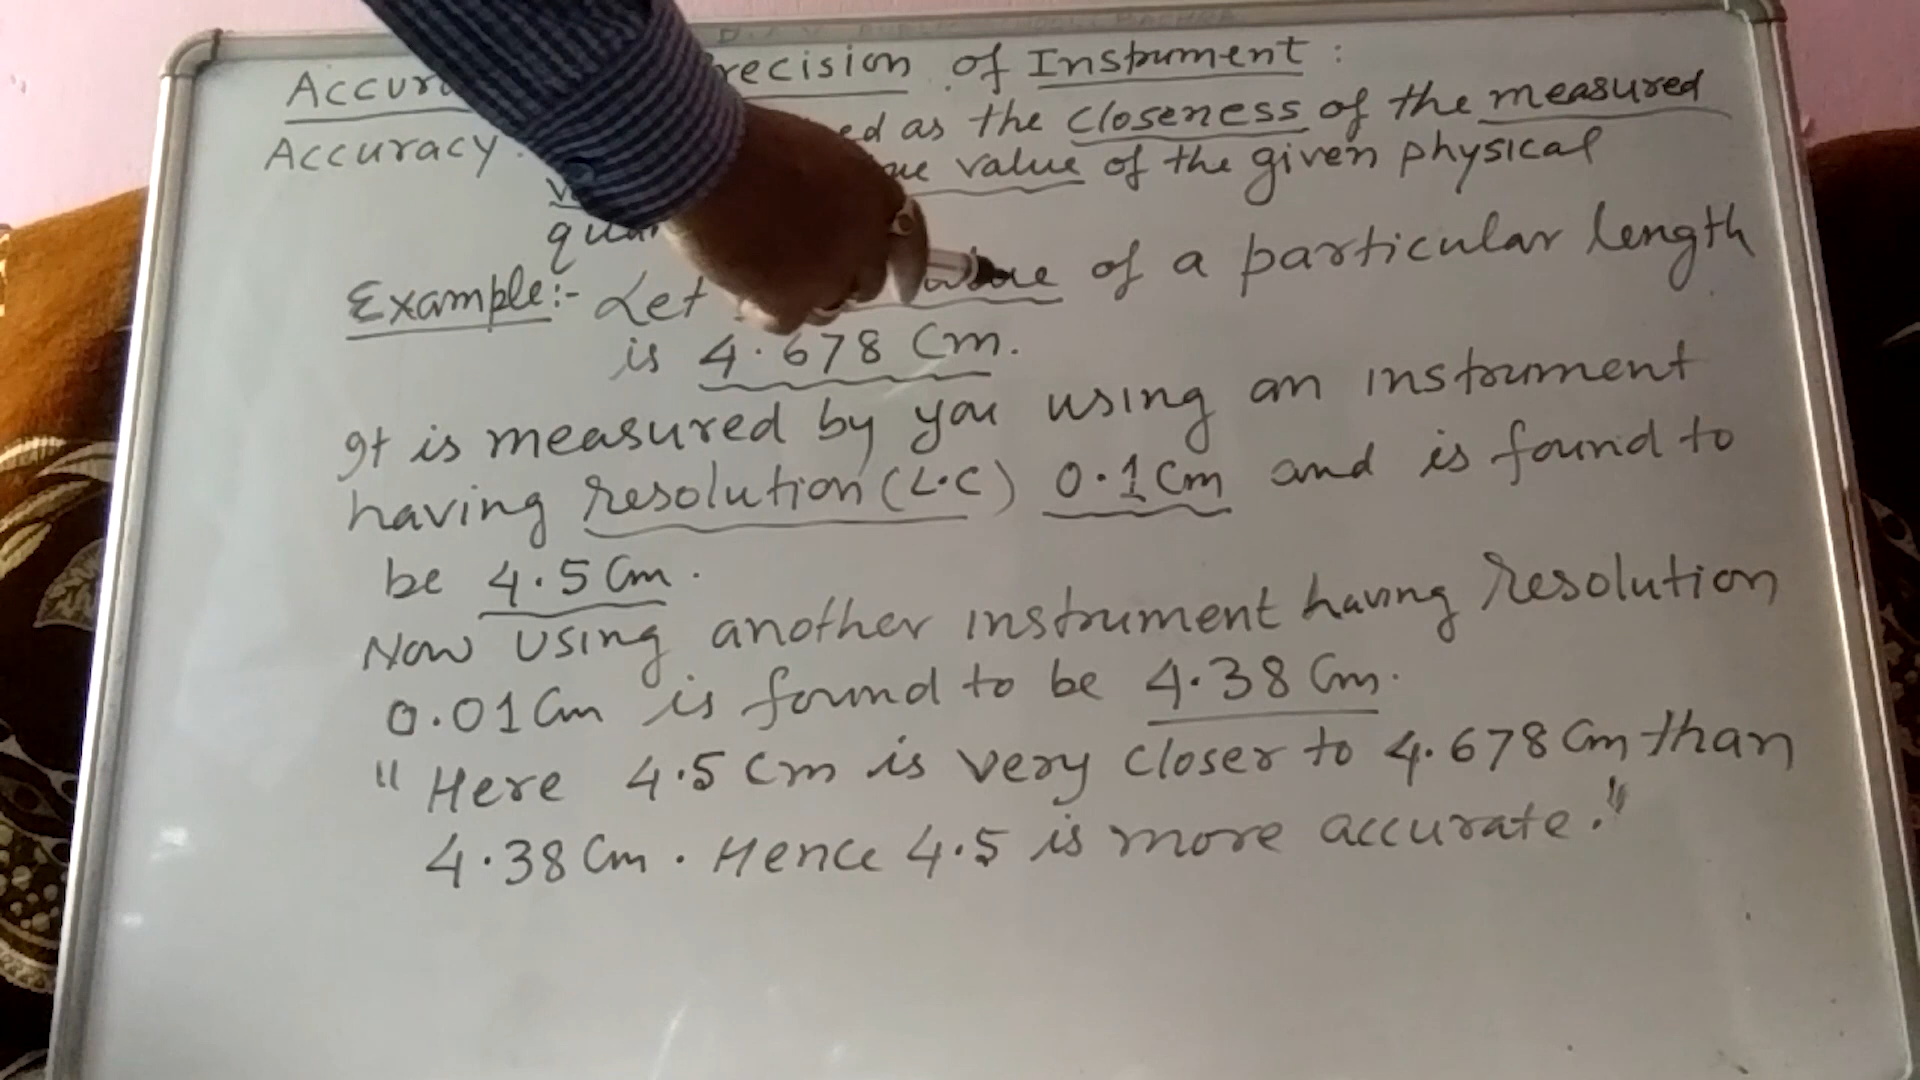 Accur recision of Instrument :
Accuracy ed as the closeness of the measured
value of the given physical
Example:- Let of a particular length
is 4.678 Cm.
It is measured by you using an instrument
having resolution (L.C) 0.1 Cm and is found to
be 4.5 Cm.
Now using another instrument having resolution
0.01 Cm is found to be 4.38 Cm.
"Here 4.5 Cm is very closer to 4.678 Cm than
4.38 Cm. Hence 4.5 is more accurate."